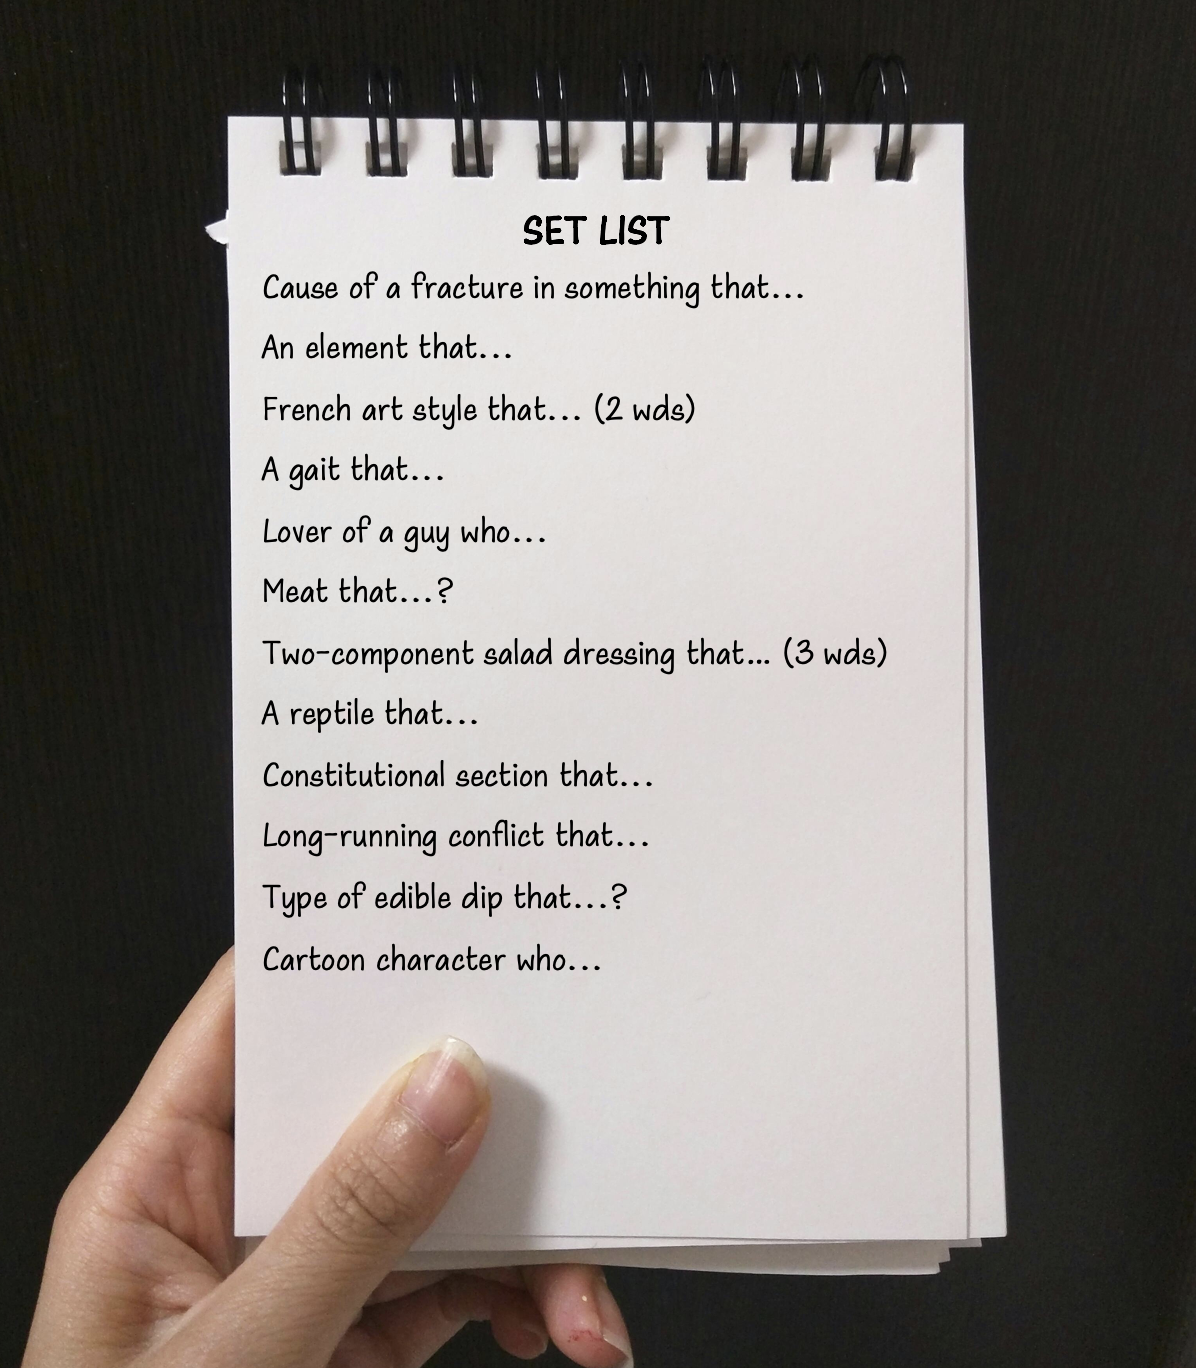 SET LIST
Cause of a fracture in something that...
An element that...
French art style that... (2 wds)
A gait that...
Lover of a guy who...
Meat that...?
Two-component salad dressing that... (3 wds)
A reptile that...
Constitutional section that...
Long-running conflict that...
Type of edible dip that...?
Cartoon character who...